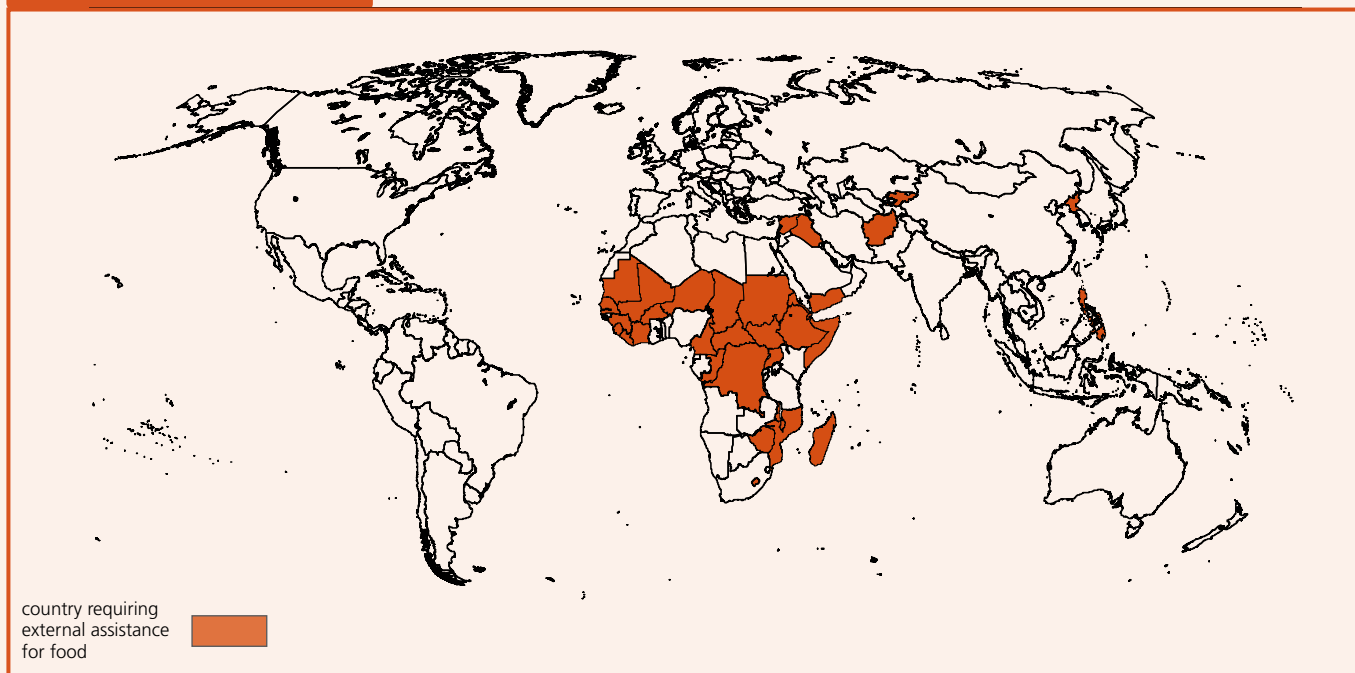 country requiring
external assistance
for food